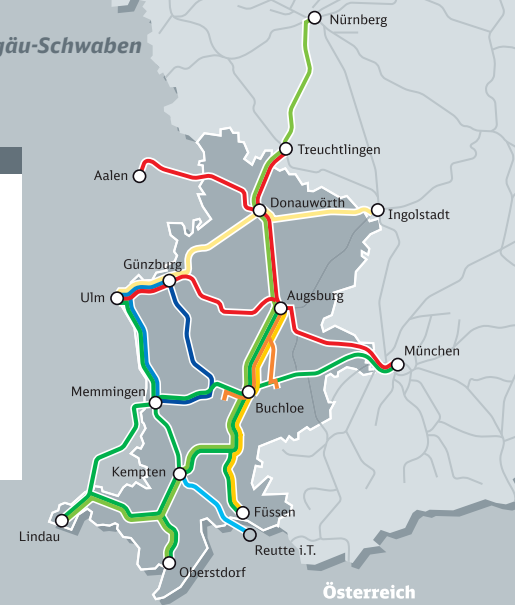 Nürnberg
gäu-Schwaben
Treuchtlingen
Aalen
Donauwörth
Ingolstadt
Günzburg
Ulm
Augsburg
München
Memmingen
Buchloe
Kempten
Füssen
Lindau
Reutte i.T.
Oberstdorf
Österreich